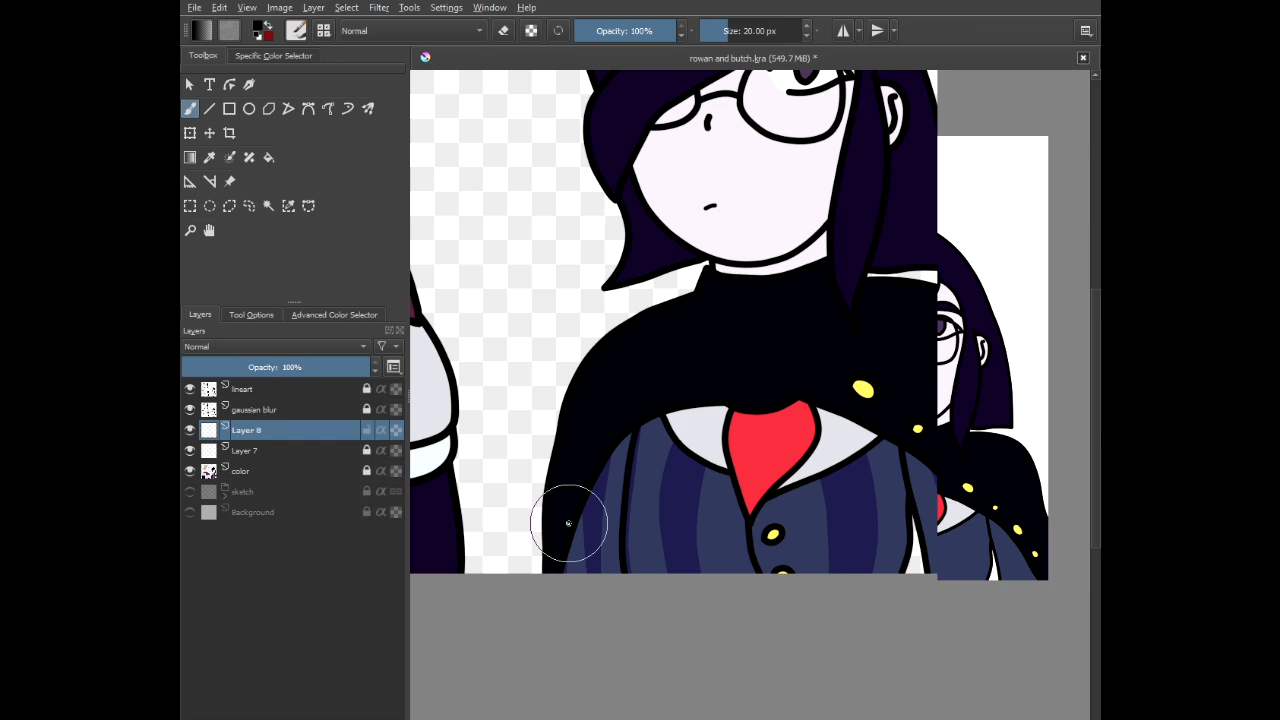 File Edit View Image Layer Select Filter Tools Settings Window Help
Normal Opacity: 100% Size: 20.00 px
Toolbox Specific Color Selector
rowan and butch.kra (549.7 MiB) *
Layers Tool Options Advanced Color Selector
Layers
Normal
Opacity: 100%
lineart
gaussian blur
Layer 8
Layer 7
color
sketch
Background